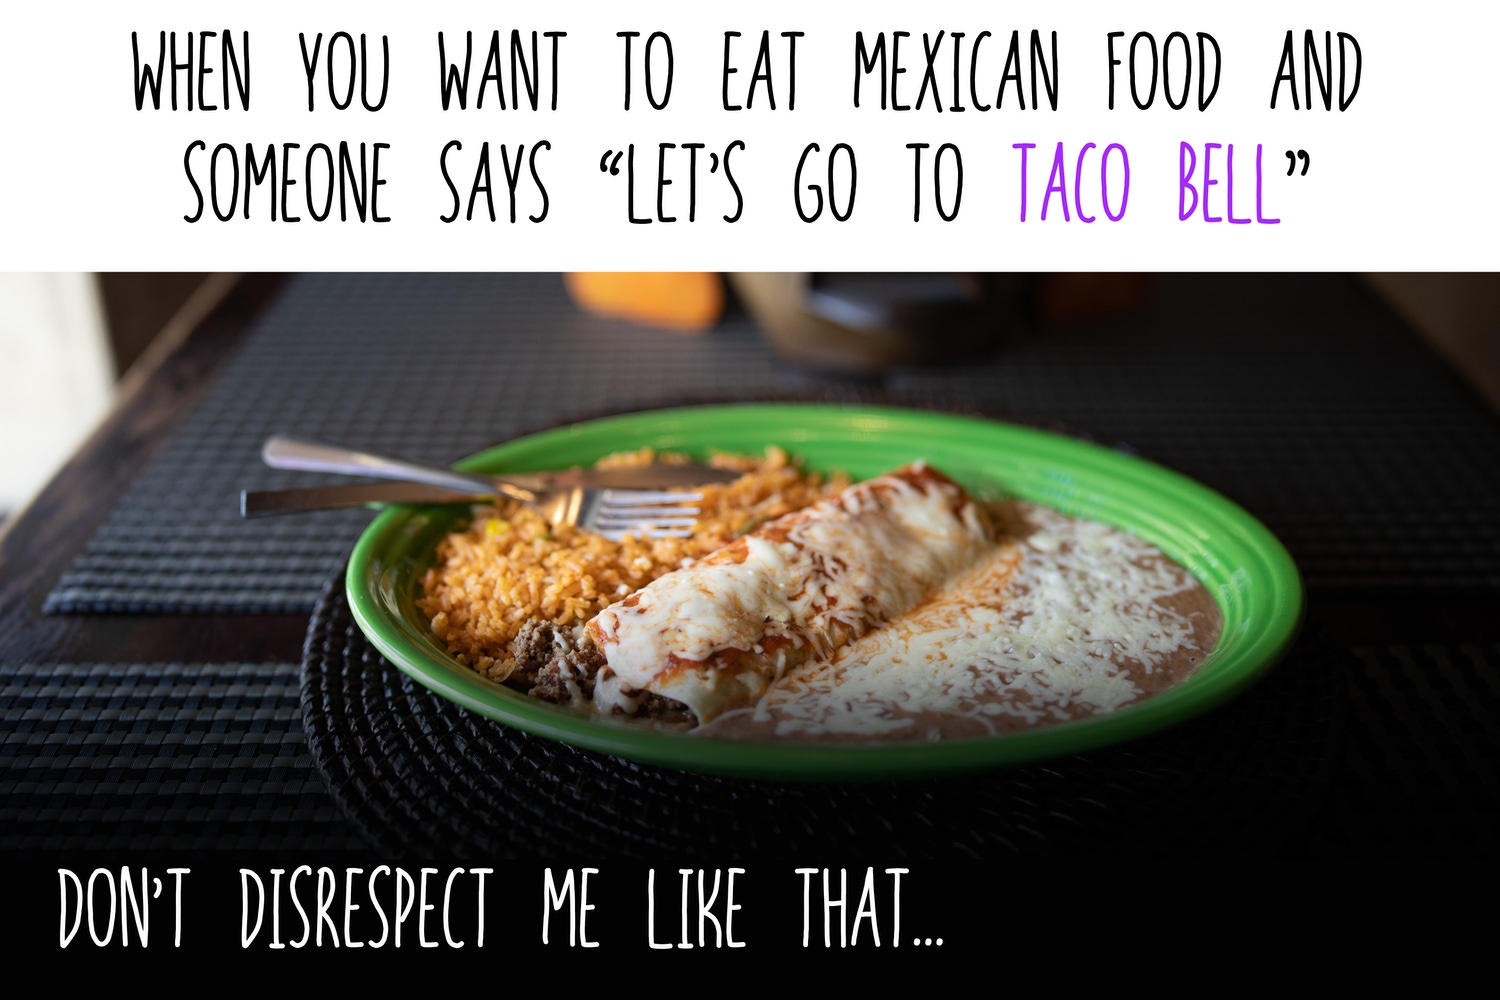 WHEN YOU WANT TO EAT MEXICAN FOOD AND
SOMEONE SAYS “LET’S GO TO TACO BELL”
DON’T DISRESPECT ME LIKE THAT...